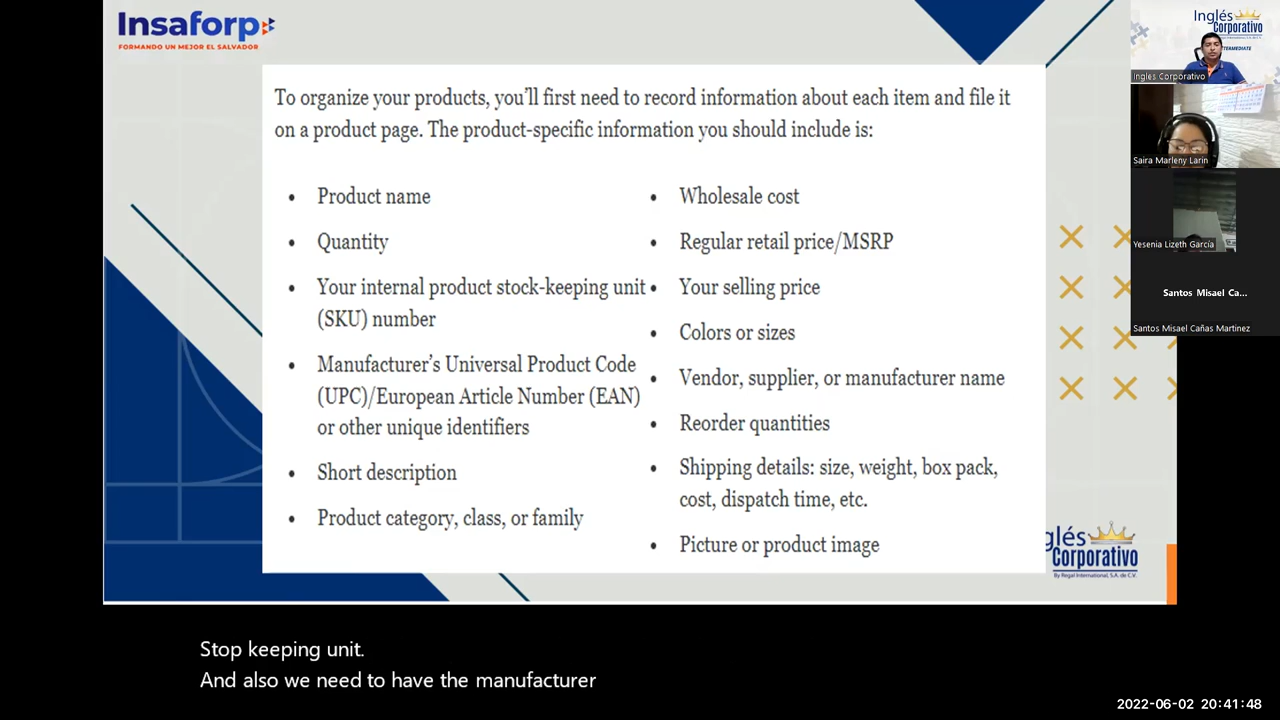 Insaforp
FORMANDO UN MEJOR EL SALVADOR
To organize your products, you'll first need to record information about each item and file it
on a product page. The product-specific information you should include is:
• Product name
• Quantity
• Your internal product stock-keeping unit
(SKU) number
• Manufacturer's Universal Product Code
(UPC)/European Article Number (EAN)
or other unique identifiers
• Short description
• Product category, class, or family
• Wholesale cost
• Regular retail price/MSRP
• Your selling price
• Colors or sizes
• Vendor, supplier, or manufacturer name
• Reorder quantities
• Shipping details: size, weight, box pack,
cost, dispatch time, etc.
• Picture or product image
glés
Corporativo
By Regal International, S.A. de C.V.
Inglés
Corporativo
Ingles Corporativo
Saira Marleny Larin
Yesenia Lizeth García
Santos Misael Ca...
Santos Misael Cañas Martinez
Stop keeping unit.
And also we need to have the manufacturer
2022-06-02 20:41:48